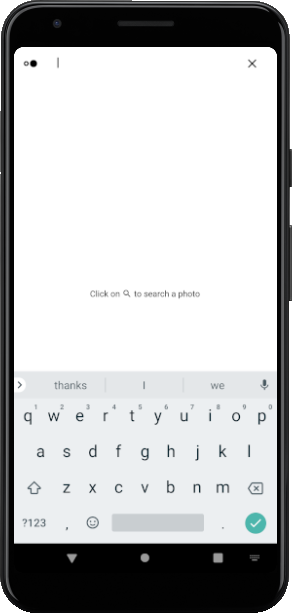 Click on to search a photo
thanks I we
1 2 3 4 5 6 7 8 9 0
q w e r t y u i o p
a s d f g h j k l
z x c v b n m
?123 , .